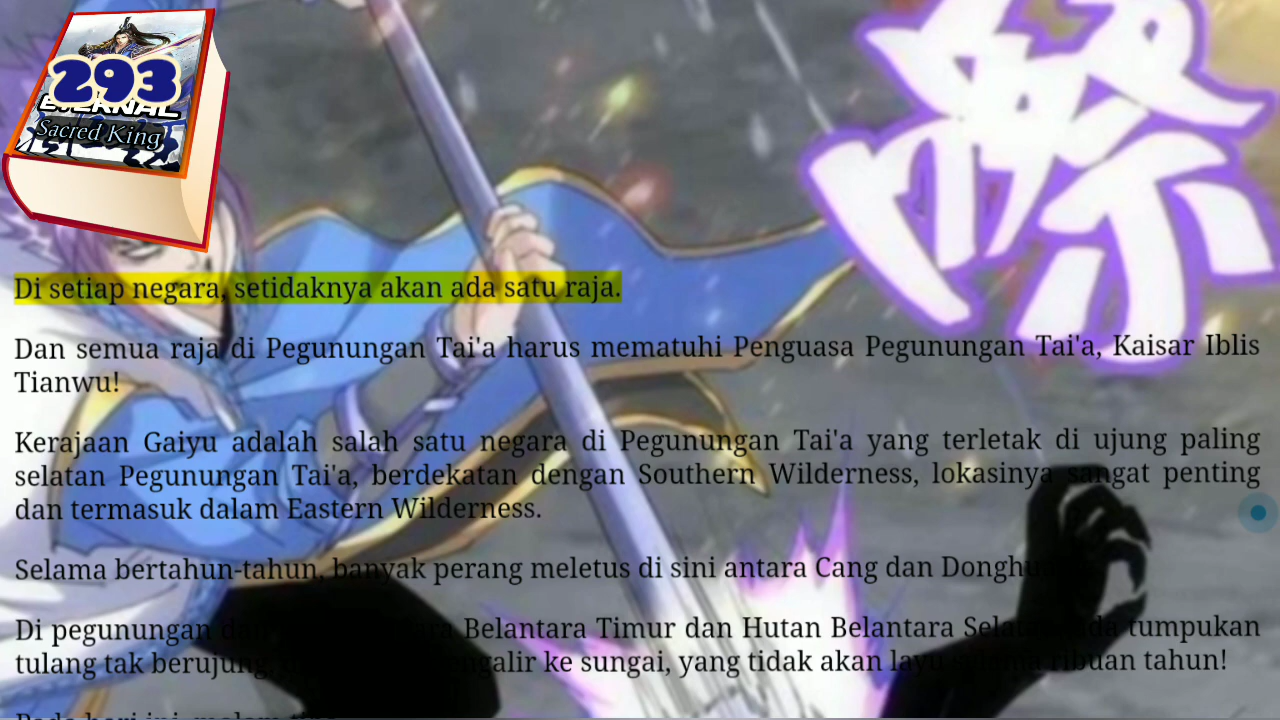 293
ETERNAL
Sacred King
祭
Di setiap negara, setidaknya akan ada satu raja.
Dan semua raja di Pegunungan Tai'a harus mematuhi Penguasa Pegunungan Tai'a, Kaisar Iblis
Tianwu!
Kerajaan Gaiyu adalah salah satu negara di Pegunungan Tai'a yang terletak di ujung paling
selatan Pegunungan Tai'a, berdekatan dengan Southern Wilderness, lokasinya sangat penting
dan termasuk dalam Eastern Wilderness.
Selama bertahun-tahun, banyak perang meletus di sini antara Cang dan
Di pegunungan dan Belantara Timur dan Hutan Belantara Selatan, ada tumpukan
tulang tak berujung, mengalir ke sungai, yang tidak akan layu selama ribuan tahun!